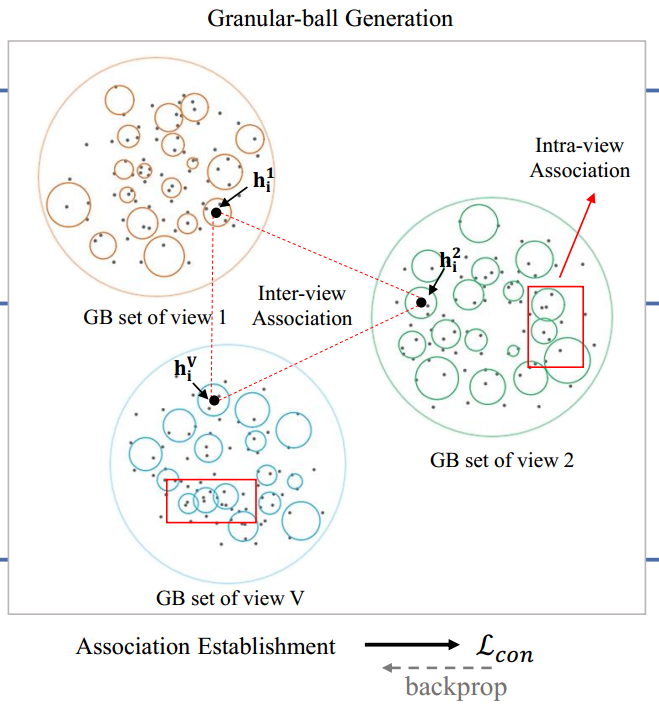 Granular-ball Generation
Intra-view
Association
h_i^1
h_i^2
Inter-view
Association
GB set of view 1
h_i^V
GB set of view 2
GB set of view V
Association Establishment
ℒ_con
backprop